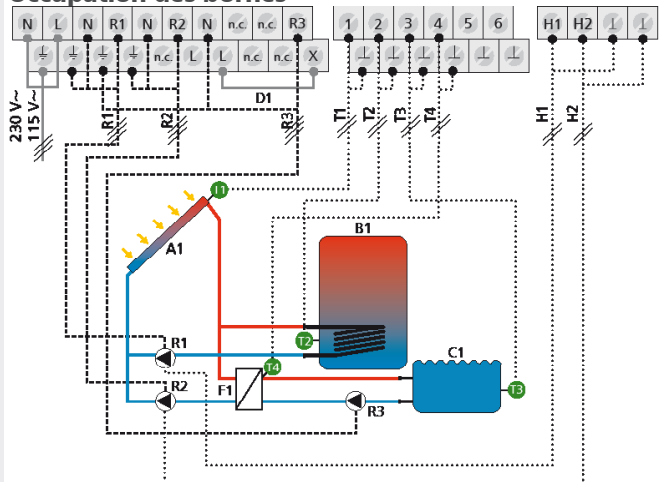 Occupation des bornes
N L N R1 N R2 N n.c. n.c. R3
1 2 3 4 5 6
H1 H2 ⊥ ⊥
⏚ ⏚ ⏚ ⏚ n.c. L L n.c. n.c. X
⊥ ⊥ ⊥ ⊥ ⊥ ⊥
D1
230 V~
115 V~
R1
R2
R3
T1
T2
T3
T4
H1
H2
T1
A1
B1
R1
T2
C1
T4
R2
F1
R3
T3